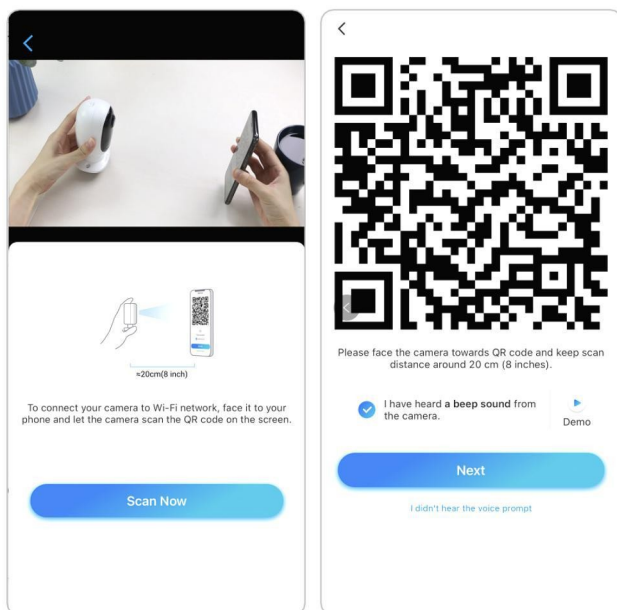 ≈20cm(8 inch)
To connect your camera to Wi-Fi network, face it to your
phone and let the camera scan the QR code on the screen.
Scan Now
Please face the camera towards QR code and keep scan
distance around 20 cm (8 inches).
I have heard a beep sound from
the camera.
Demo
Next
I didn't hear the voice prompt